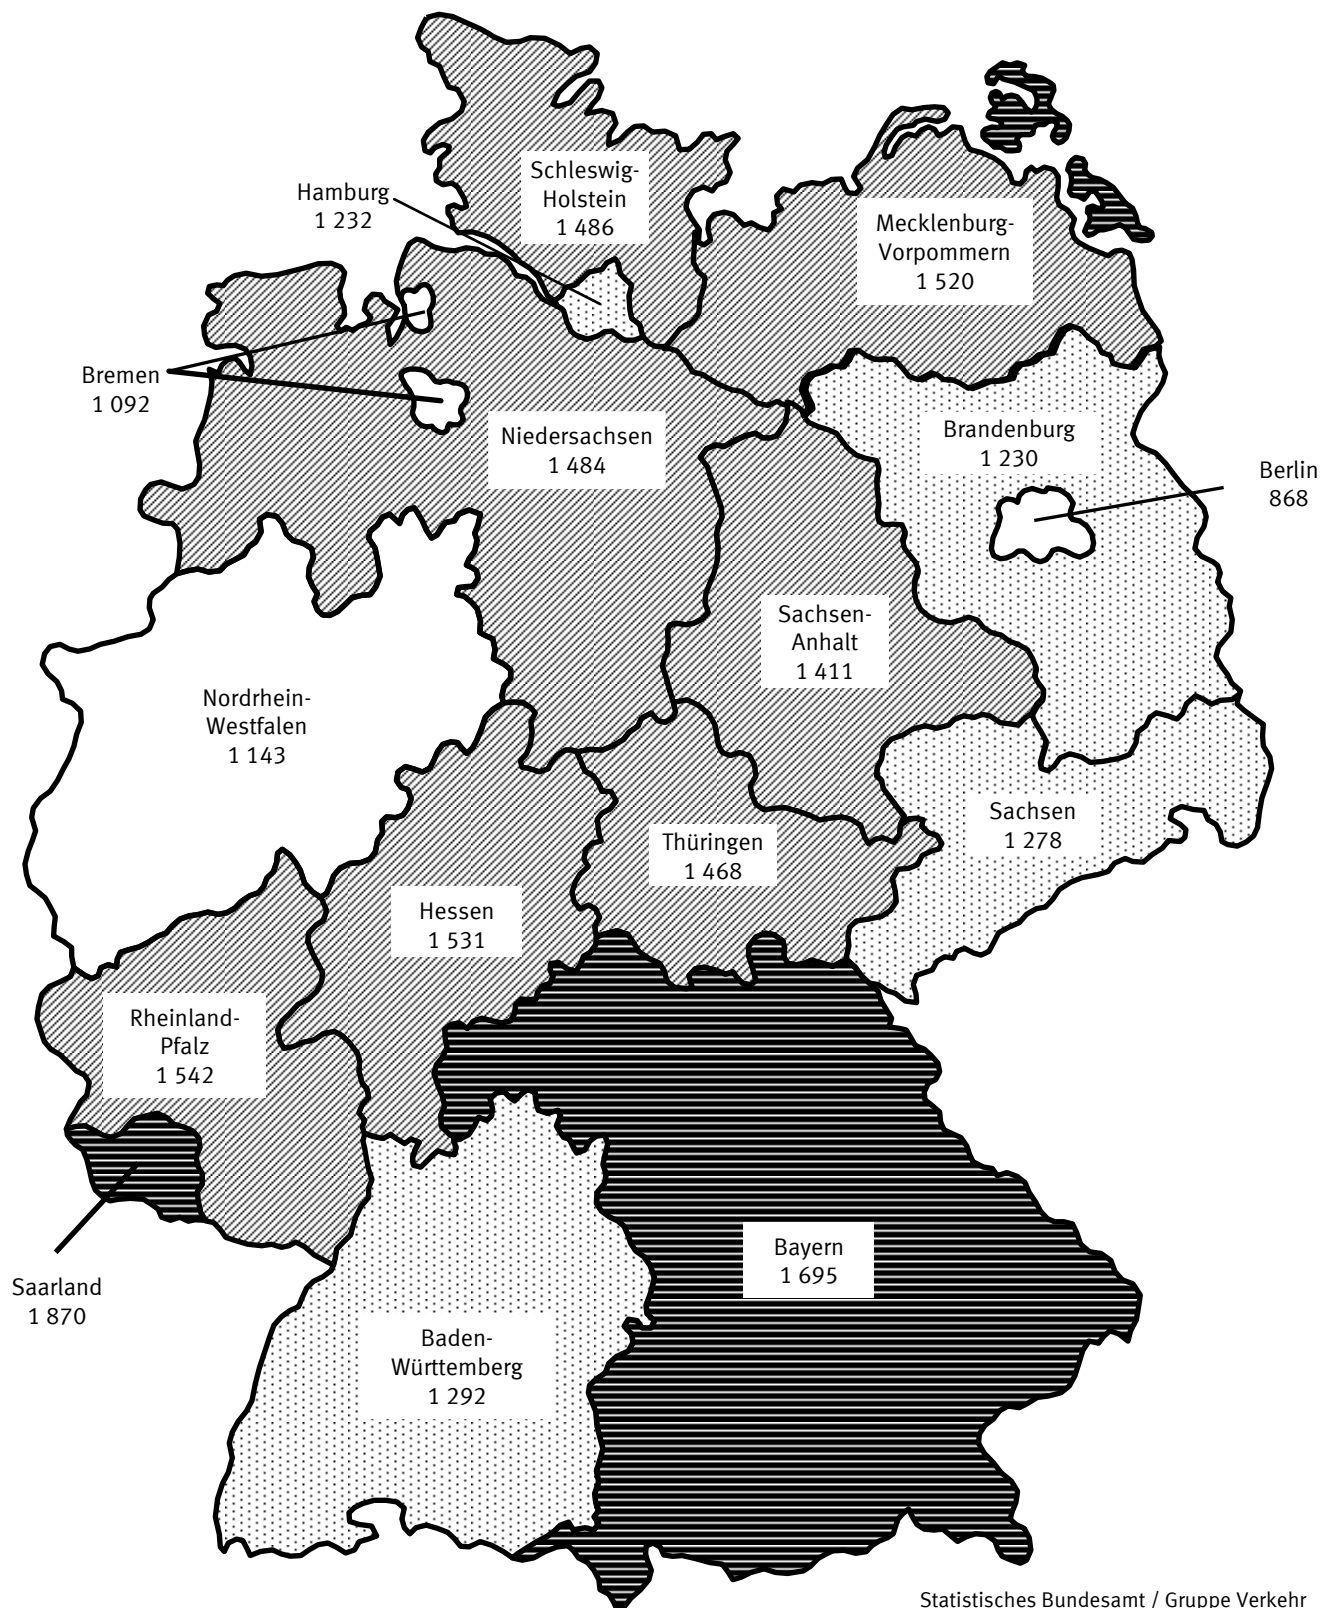 Schleswig-
Holstein
1 486
Hamburg
1 232
Mecklenburg-
Vorpommern
1 520
Bremen
1 092
Niedersachsen
1 484
Brandenburg
1 230
Berlin
868
Sachsen-
Anhalt
1 411
Nordrhein-
Westfalen
1 143
Sachsen
1 278
Thüringen
1 468
Hessen
1 531
Rheinland-
Pfalz
1 542
Bayern
1 695
Saarland
1 870
Baden-
Württemberg
1 292
Statistisches Bundesamt / Gruppe Verkehr